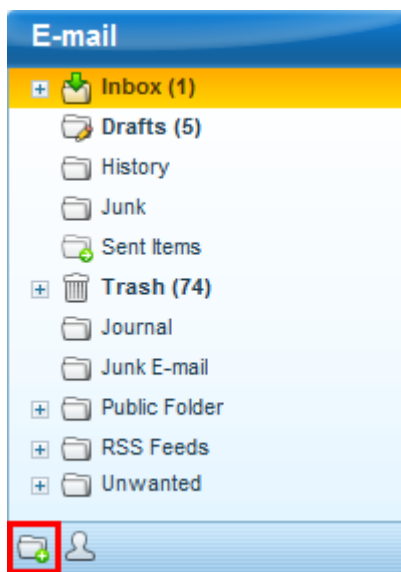 E-mail
Inbox (1)
Drafts (5)
History
Junk
Sent Items
Trash (74)
Journal
Junk E-mail
Public Folder
RSS Feeds
Unwanted